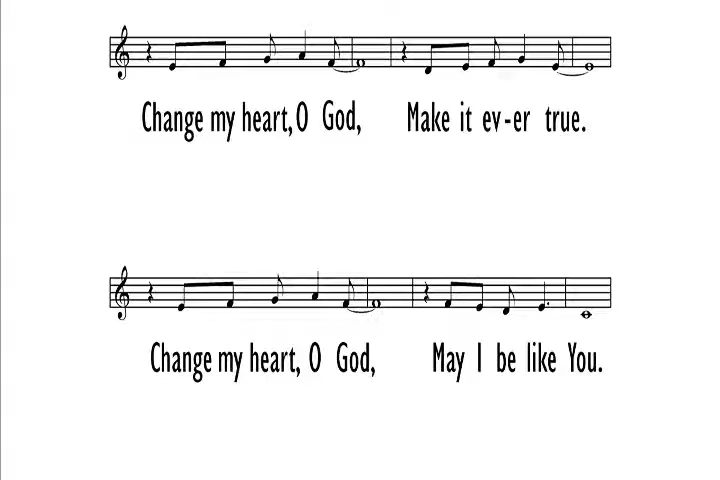 Change my heart, O God, Make it ev-er true.
Change my heart, O God, May I be like You.